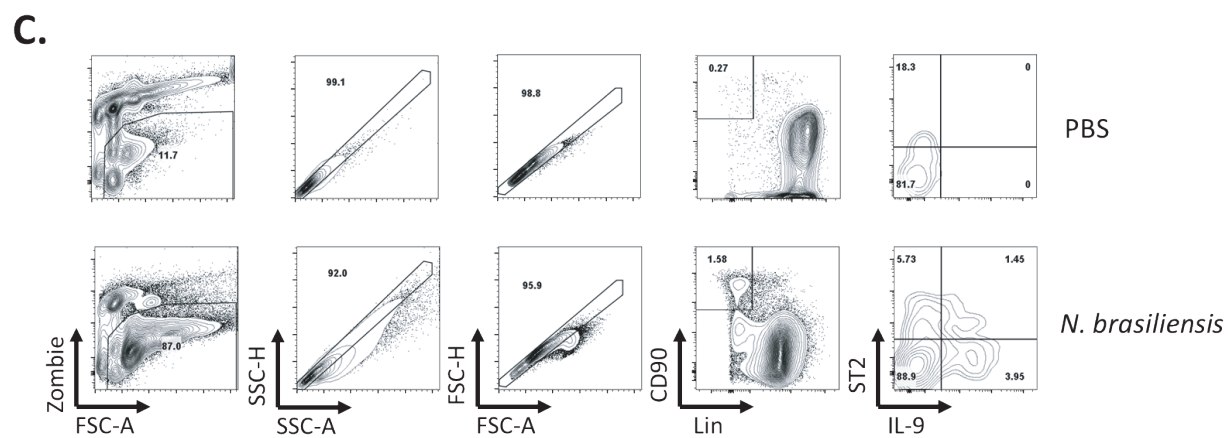 C.
99.1
98.8
0.27
18.3
0
PBS
11.7
81.7
0
92.0
95.9
1.58
5.73
1.45
N. brasiliensis
87.0
88.9
3.95
Zombie
SSC-H
FSC-H
CD90
ST2
FSC-A
SSC-A
FSC-A
Lin
IL-9